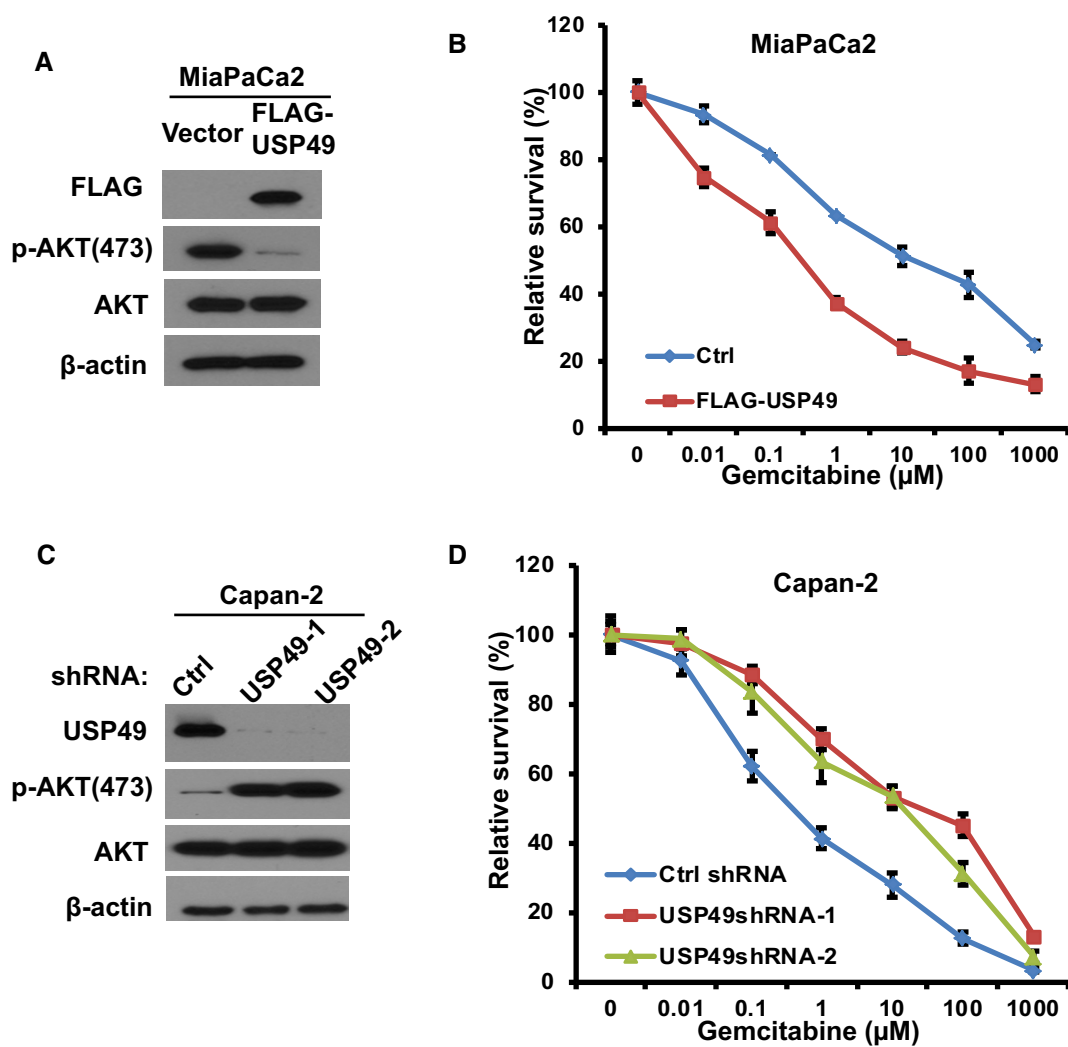 A
MiaPaCa2
Vector
FLAG-
USP49
FLAG
p-AKT(473)
AKT
β-actin
B
MiaPaCa2
Relative survival (%)
120
100
80
60
40
20
0
Ctrl
FLAG-USP49
0 0.01 0.1 1 10 100 1000
Gemcitabine (µM)
C
Capan-2
shRNA: Ctrl USP49-1 USP49-2
USP49
p-AKT(473)
AKT
β-actin
D
Capan-2
Relative survival (%)
120
100
80
60
40
20
0
Ctrl shRNA
USP49shRNA-1
USP49shRNA-2
0 0.01 0.1 1 10 100 1000
Gemcitabine (µM)